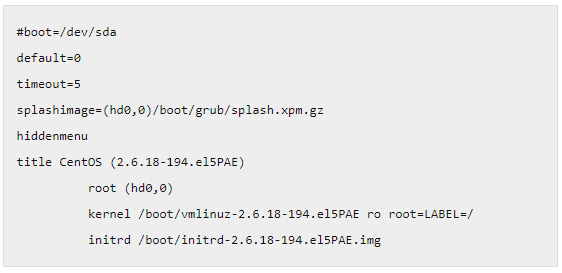 #boot=/dev/sda
default=0
timeout=5
splashimage=(hd0,0)/boot/grub/splash.xpm.gz
hiddenmenu
title CentOS (2.6.18-194.el5PAE)
root (hd0,0)
kernel /boot/vmlinuz-2.6.18-194.el5PAE ro root=LABEL=/
initrd /boot/initrd-2.6.18-194.el5PAE.img